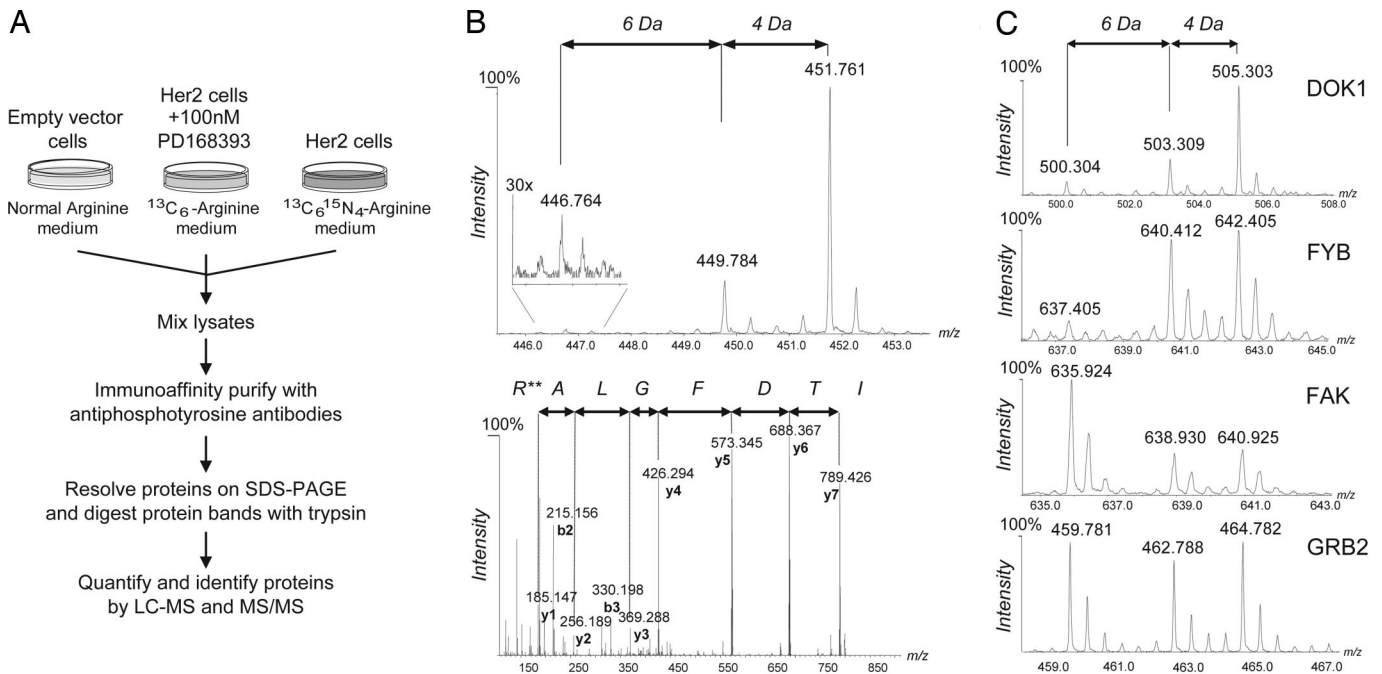 A
Empty vector
cells
Her2 cells
+100nM
PD168393
Her2 cells
Normal Arginine
medium
¹³C₆-Arginine
medium
¹³C₆¹⁵N₄-Arginine
medium
Mix lysates
Immunoaffinity purify with
antiphosphotyrosine antibodies
Resolve proteins on SDS-PAGE
and digest protein bands with trypsin
Quantify and identify proteins
by LC-MS and MS/MS
B
6 Da 4 Da
100%
451.761
Intensity
30x
446.764
449.784
m/z
446.0 447.0 448.0 449.0 450.0 451.0 452.0 453.0
R** A L G F D T I
100%
Intensity
688.367
y6
573.345
y5
426.294
y4
789.426
y7
215.156
b2
185.147
y1
330.198
b3
256.189
y2
369.288
y3
m/z
150 250 350 450 550 650 750 850
C
6 Da 4 Da
100%
505.303
DOK1
Intensity
503.309
500.304
m/z
500.0 502.0 504.0 506.0 508.0
100%
640.412
642.405
FYB
Intensity
637.405
m/z
637.0 639.0 641.0 643.0 645.0
100%
635.924
FAK
Intensity
638.930
640.925
m/z
635.0 637.0 639.0 641.0 643.0
100%
459.781
462.788
464.782
GRB2
Intensity
m/z
459.0 461.0 463.0 465.0 467.0